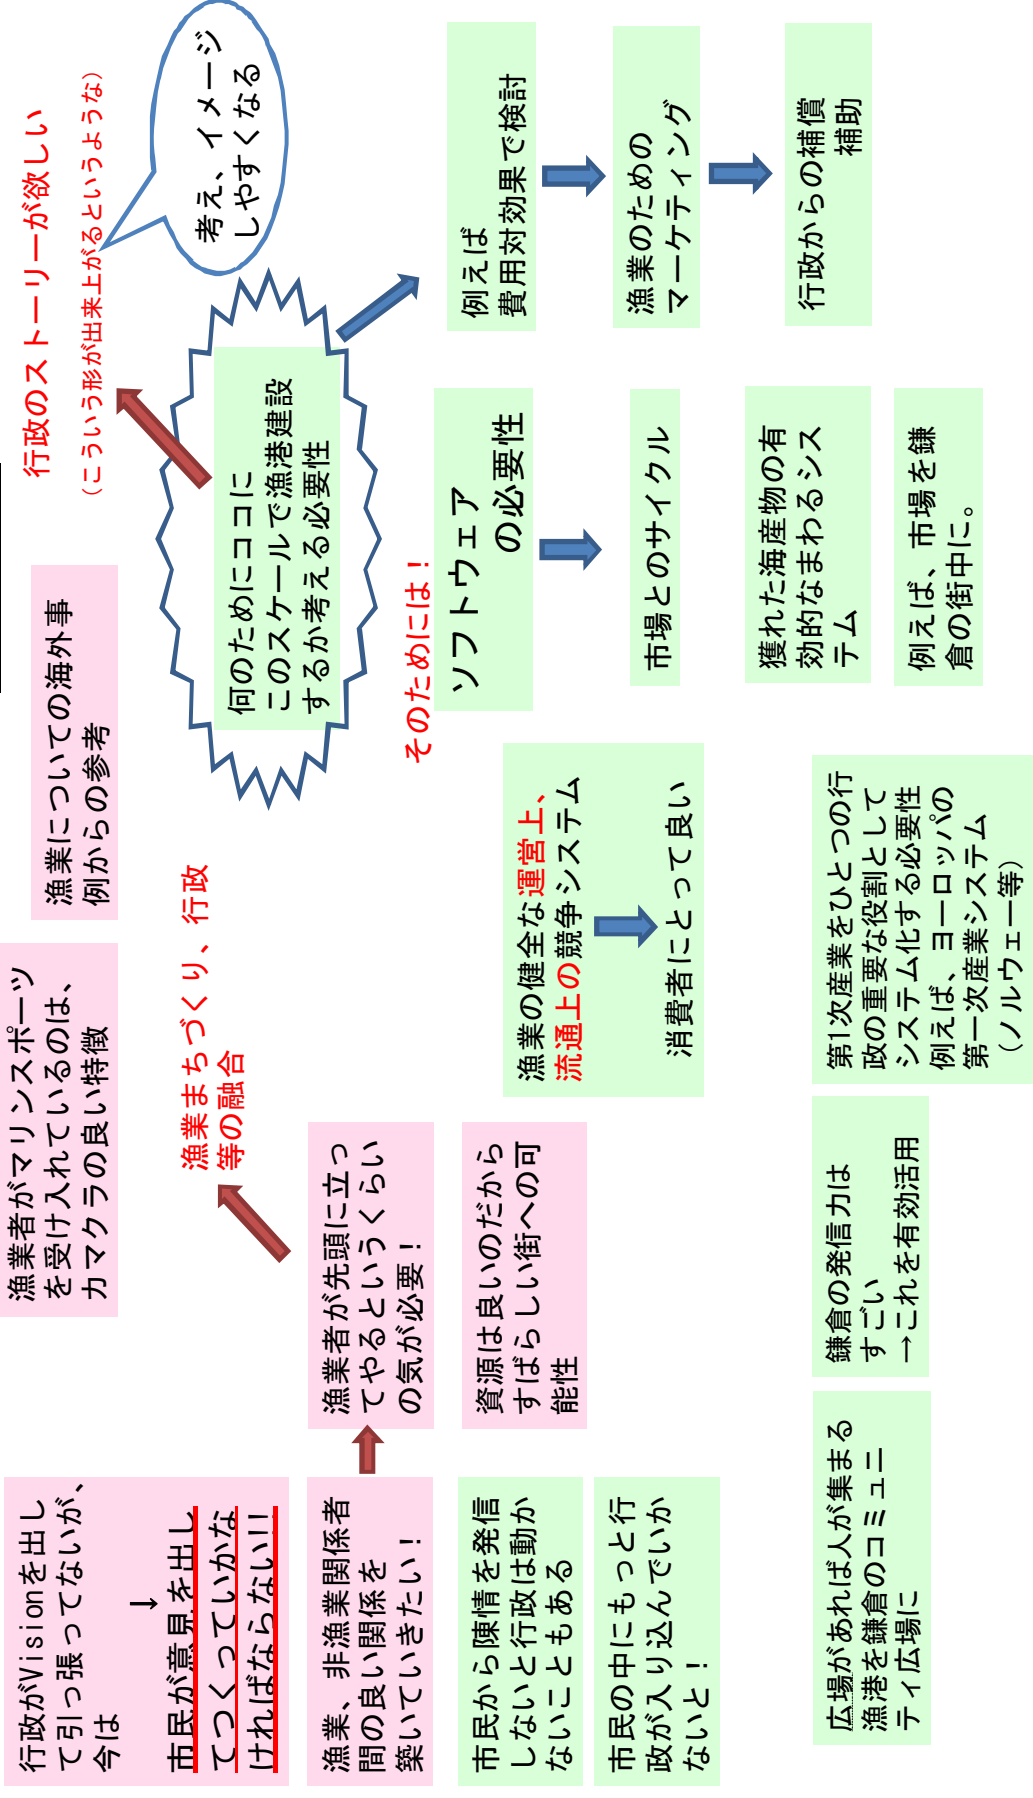 行政がVisionを出し
て引っ張ってないが、
今は
↓
市民が意見を出し
てつくっていかな
ければならない!!
漁業者がマリンスポーツ
を受け入れているのは、
カマクラの良い特徴
漁業についての海外事
例からの参考
行政のストーリーが欲しい
（こういう形が出来上がるというような）
考え、イメージ
しやすくなる
漁業まちづくり、行政
等の融合
何のためにココに
このスケールで漁港建設
するか考える必要性
漁業、非漁業関係者
間の良い関係を
築いていきたい！
漁業者が先頭に立っ
てやるというくらい
の気が必要！
資源は良いのだから
すばらしい街への可
能性
そのためには！
ソフトウェア
の必要性
例えば
費用対効果で検討
漁業のための
マーケティング
行政からの補償
補助
市民から陳情を発信
しないと行政は動か
ないこともある
市民の中にもっと行
政が入り込んでいか
ないと！
漁業の健全な運営上、
流通上の競争システム
消費者にとって良い
市場とのサイクル
獲れた海産物の有
効的なまわるシス
テム
例えば、市場を鎌
倉の街中に。
広場があれば人が集まる
漁港を鎌倉のコミュニ
ティ広場に
鎌倉の発信力は
すごい
→これを有効活用
第1次産業をひとつの行
政の重要な役割として
システム化する必要性
例えば、ヨーロッパの
第一次産業システム
（ノルウェー等）